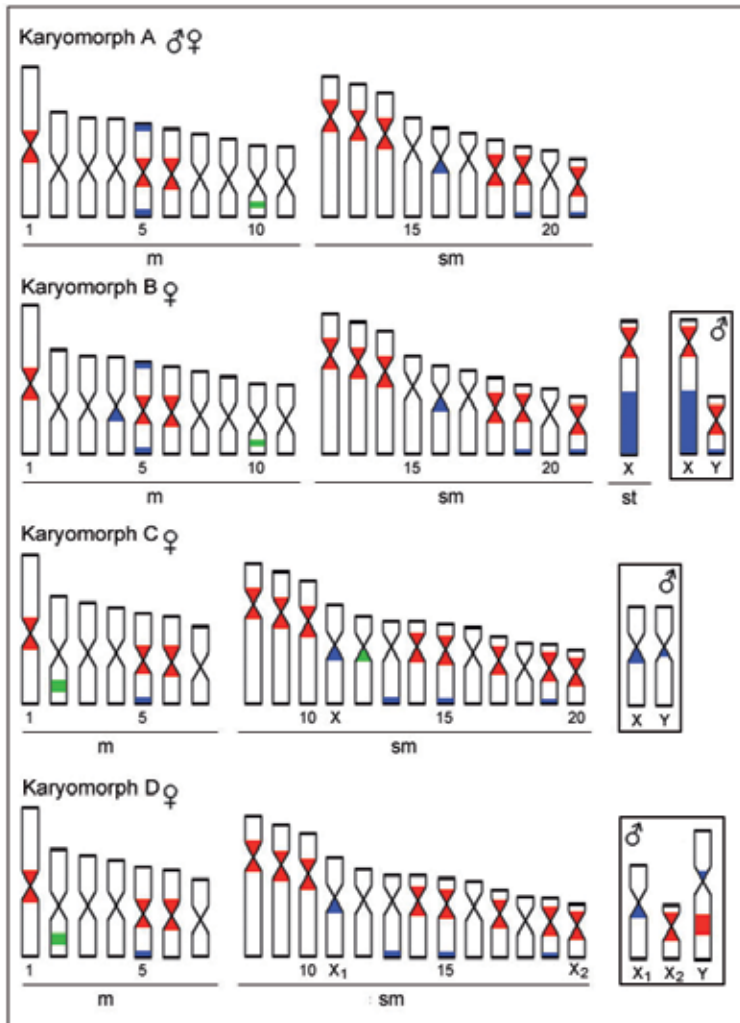 Karyomorph A ♂♀
1 5 10 15 20
m sm
Karyomorph B ♀
♂
1 5 10 15 20 X X Y
m sm st
Karyomorph C ♀
♂
1 5 10 X 15 20 X Y
m sm
Karyomorph D ♀
♂
1 5 10 X₁ 15 X₂ X₁ X₂ Y
m sm